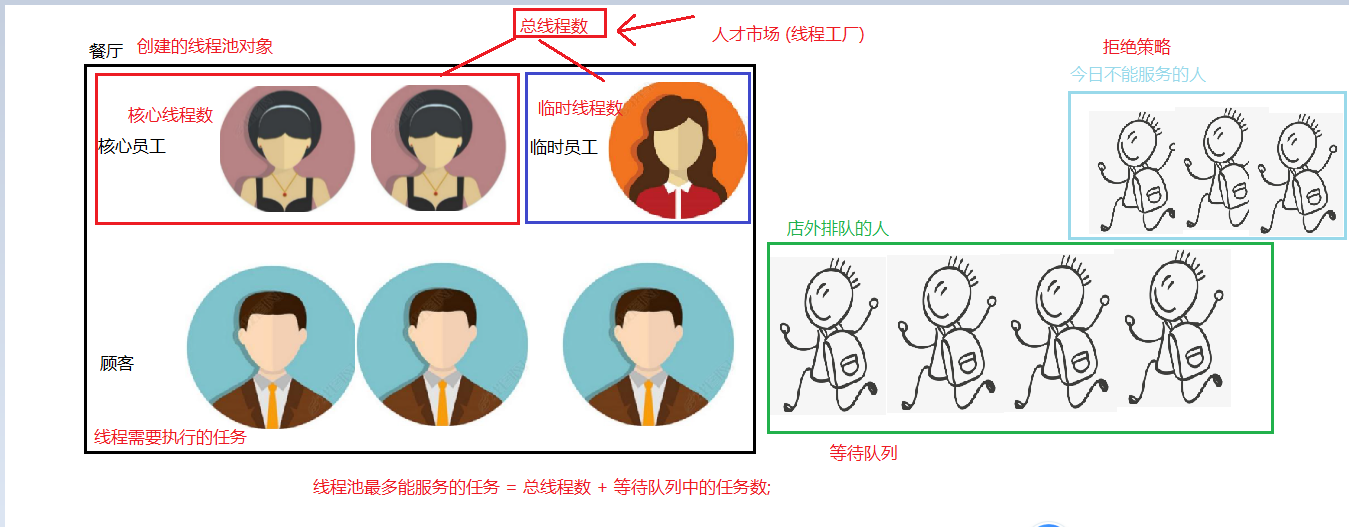 总线程数
人才市场 (线程工厂)
餐厅 创建的线程池对象
拒绝策略
今日不能服务的人
核心线程数
临时线程数
核心员工
临时员工
店外排队的人
顾客
线程需要执行的任务
等待队列
线程池最多能服务的任务 = 总线程数 + 等待队列中的任务数;